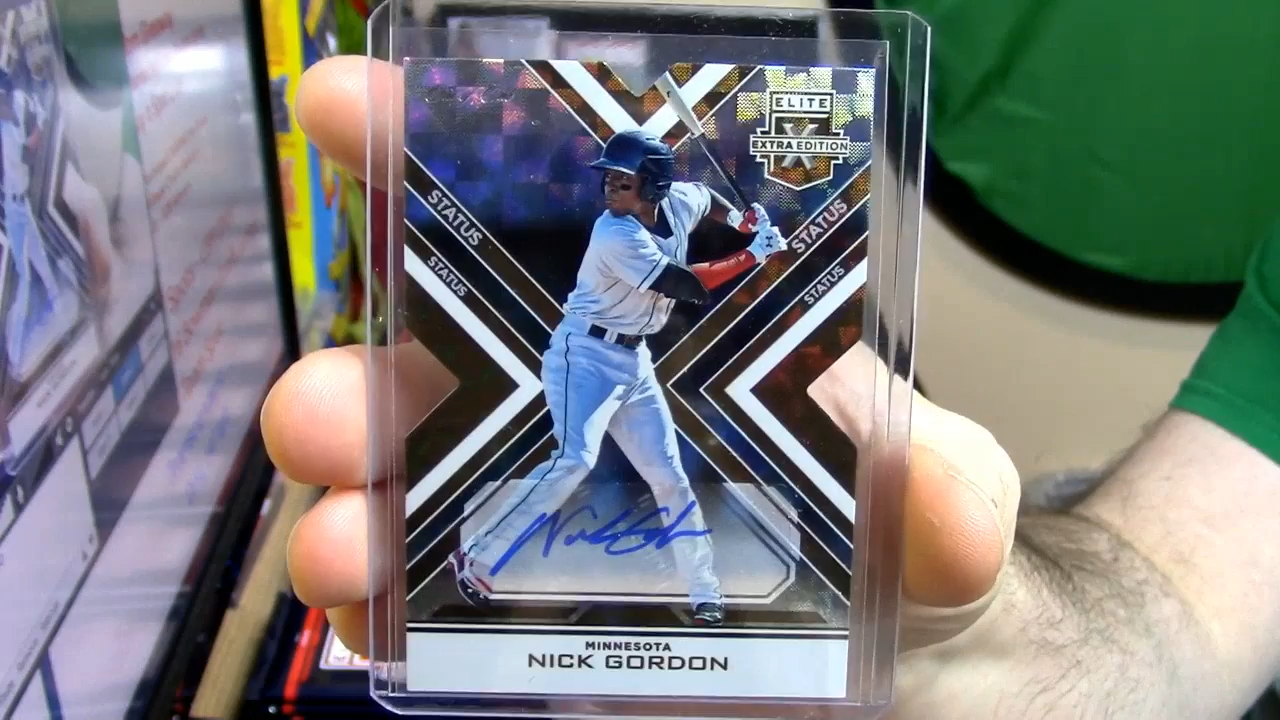 ELITE
X
EXTRA EDITION
STATUS
STATUS
STATUS
STATUS
MINNESOTA
NICK GORDON